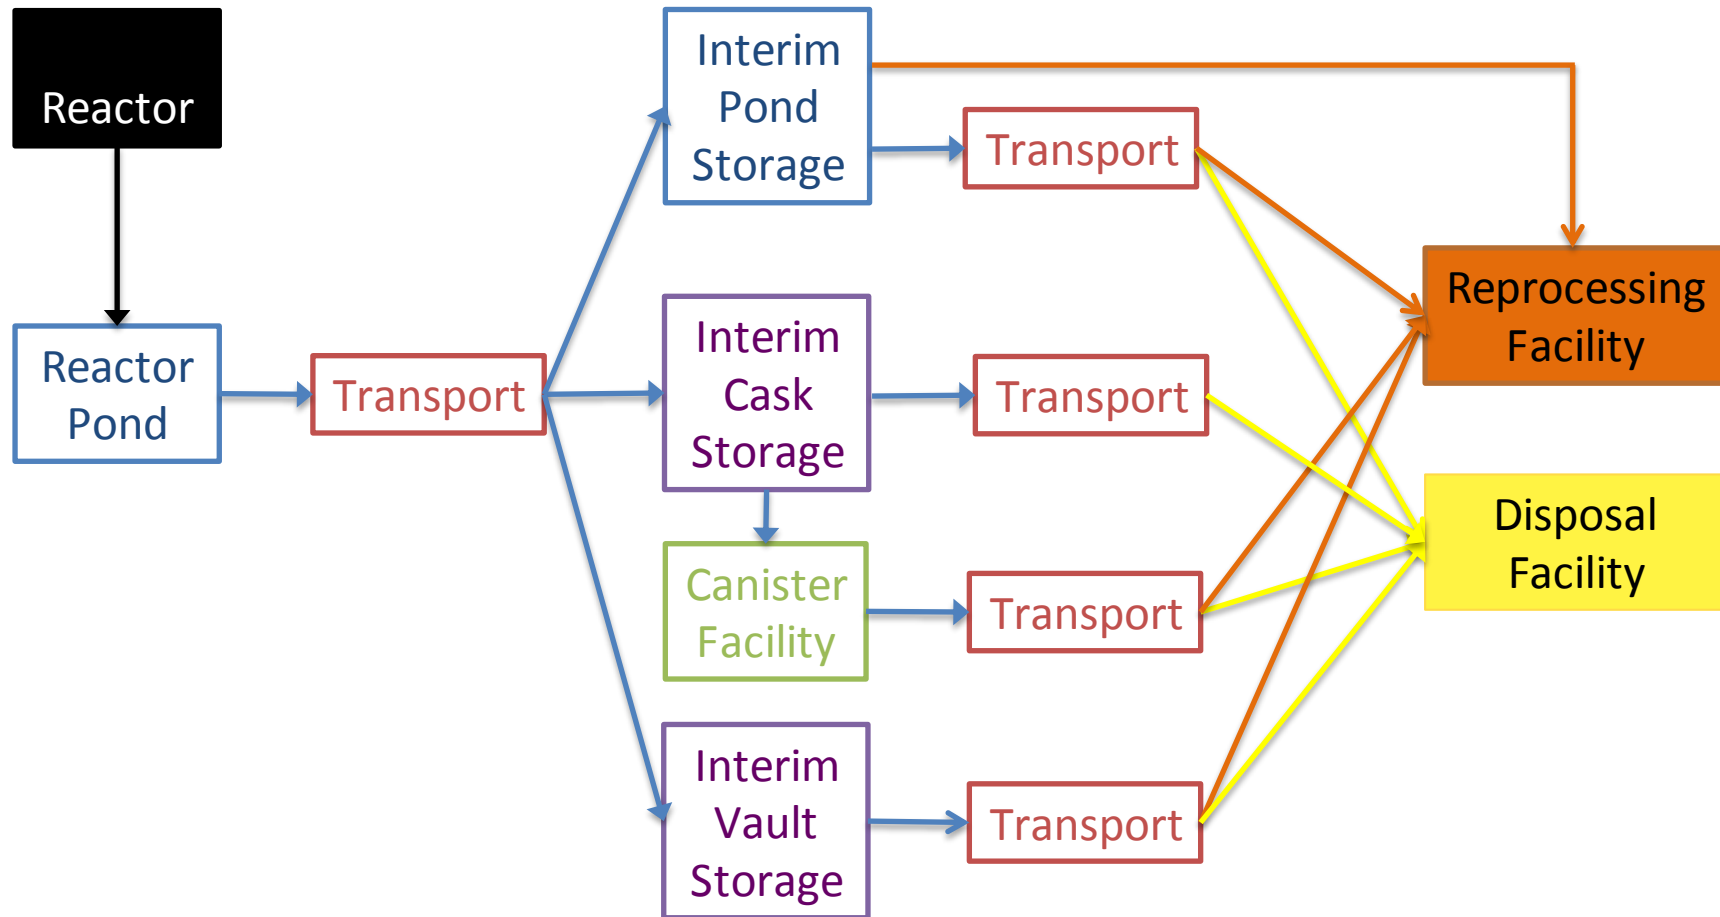 Reactor
Reactor
Pond
Transport
Interim
Pond
Storage
Transport
Interim
Cask
Storage
Transport
Canister
Facility
Transport
Interim
Vault
Storage
Transport
Reprocessing
Facility
Disposal
Facility